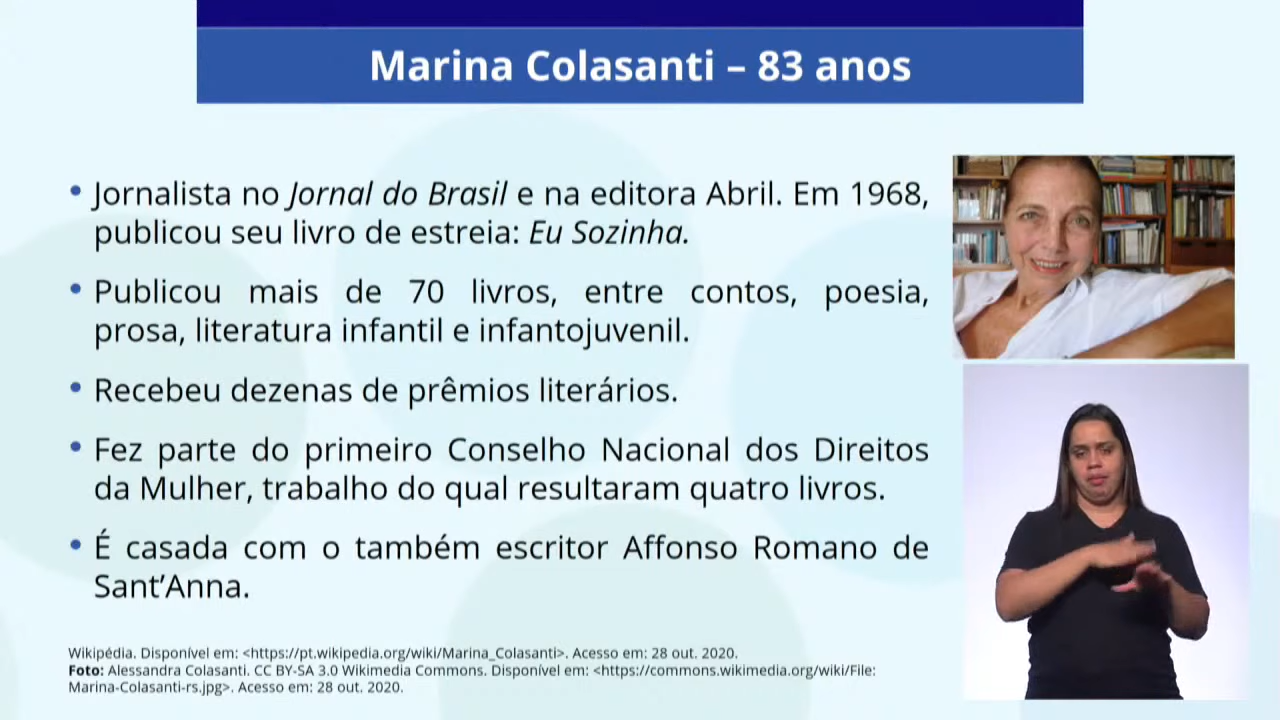 Marina Colasanti – 83 anos
• Jornalista no Jornal do Brasil e na editora Abril. Em 1968,
publicou seu livro de estreia: Eu Sozinha.
• Publicou mais de 70 livros, entre contos, poesia,
prosa, literatura infantil e infantojuvenil.
• Recebeu dezenas de prêmios literários.
• Fez parte do primeiro Conselho Nacional dos Direitos
da Mulher, trabalho do qual resultaram quatro livros.
• É casada com o também escritor Affonso Romano de
Sant’Anna.
Wikipédia. Disponível em: <https://pt.wikipedia.org/wiki/Marina_Colasanti>. Acesso em: 28 out. 2020.
Foto: Alessandra Colasanti. CC BY-SA 3.0 Wikimedia Commons. Disponível em: <https://commons.wikimedia.org/wiki/File:
Marina-Colasanti-rs.jpg>. Acesso em: 28 out. 2020.